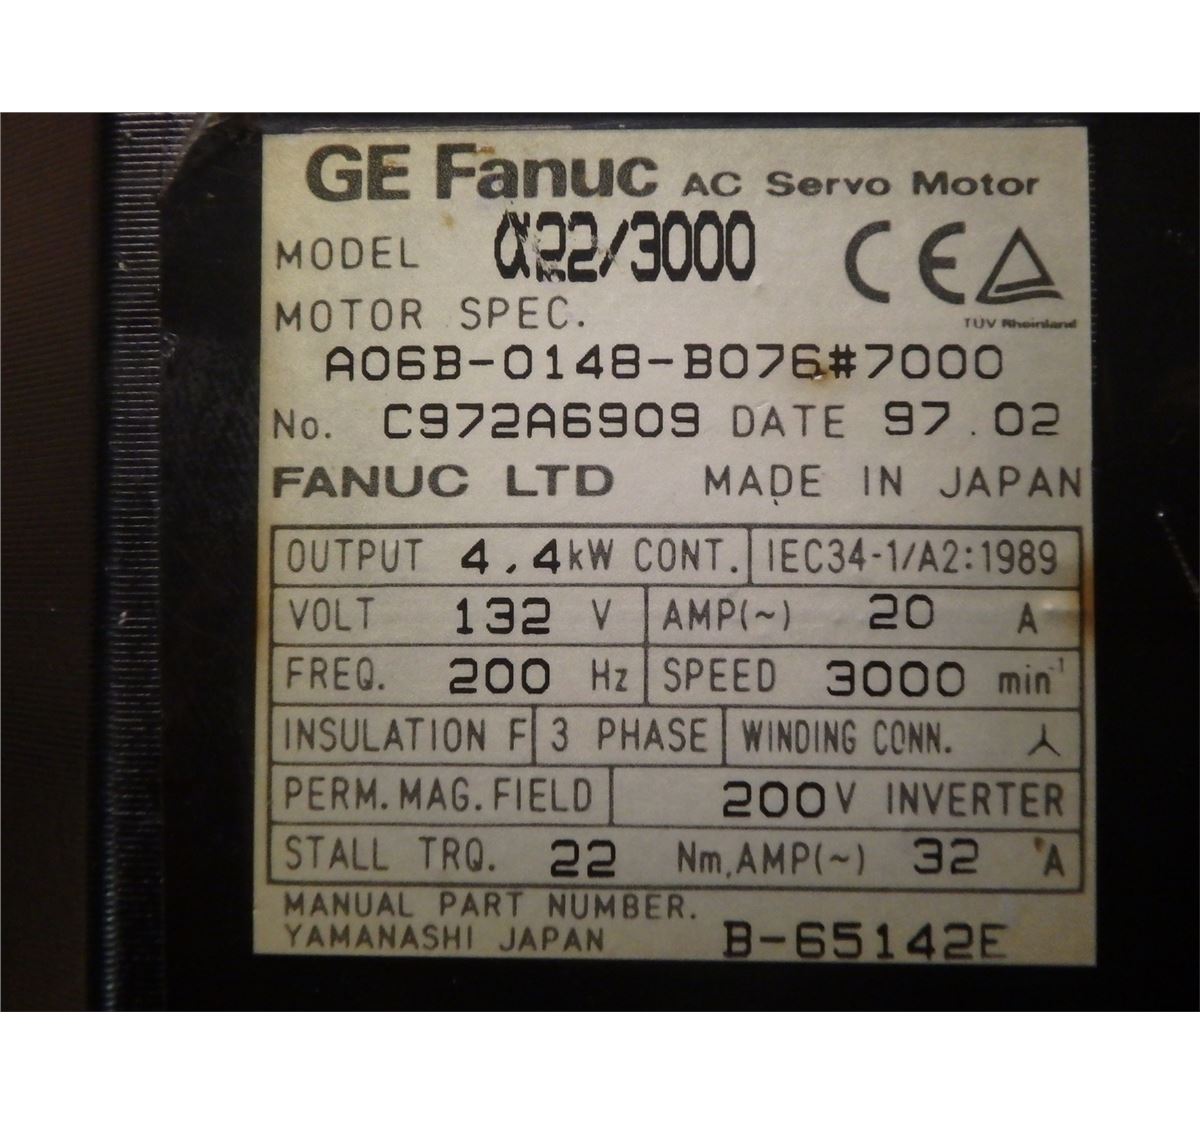 GE Fanuc AC Servo Motor
MODEL α22/3000 CE
TÜV Rheinland
MOTOR SPEC.
A06B-0148-B076#7000
No. C972A6909 DATE 97.02
FANUC LTD MADE IN JAPAN
OUTPUT 4.4kW CONT. IEC34-1/A2:1989
VOLT 132 V AMP(~) 20 A
FREQ. 200 Hz SPEED 3000 min⁻¹
INSULATION F 3 PHASE WINDING CONN.
PERM.MAG.FIELD 200V INVERTER
STALL TRQ. 22 Nm,AMP(~) 32 A
MANUAL PART NUMBER.
YAMANASHI JAPAN B-65142E